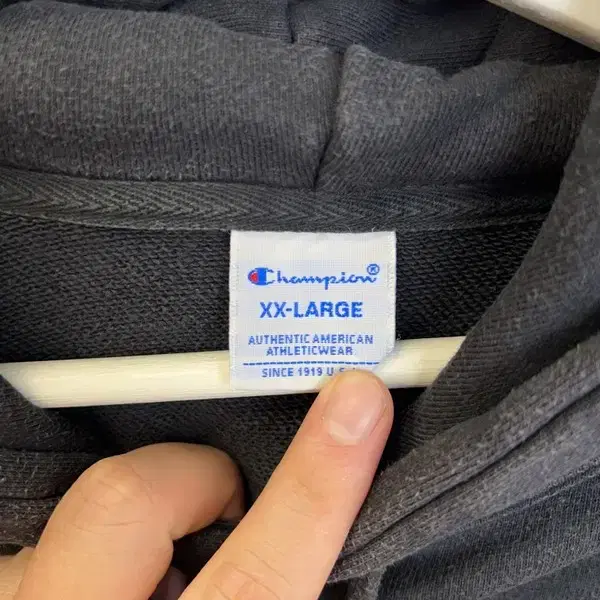 Champion®
XX-LARGE
AUTHENTIC AMERICAN
ATHLETICWEAR
SINCE 1919 U.S.